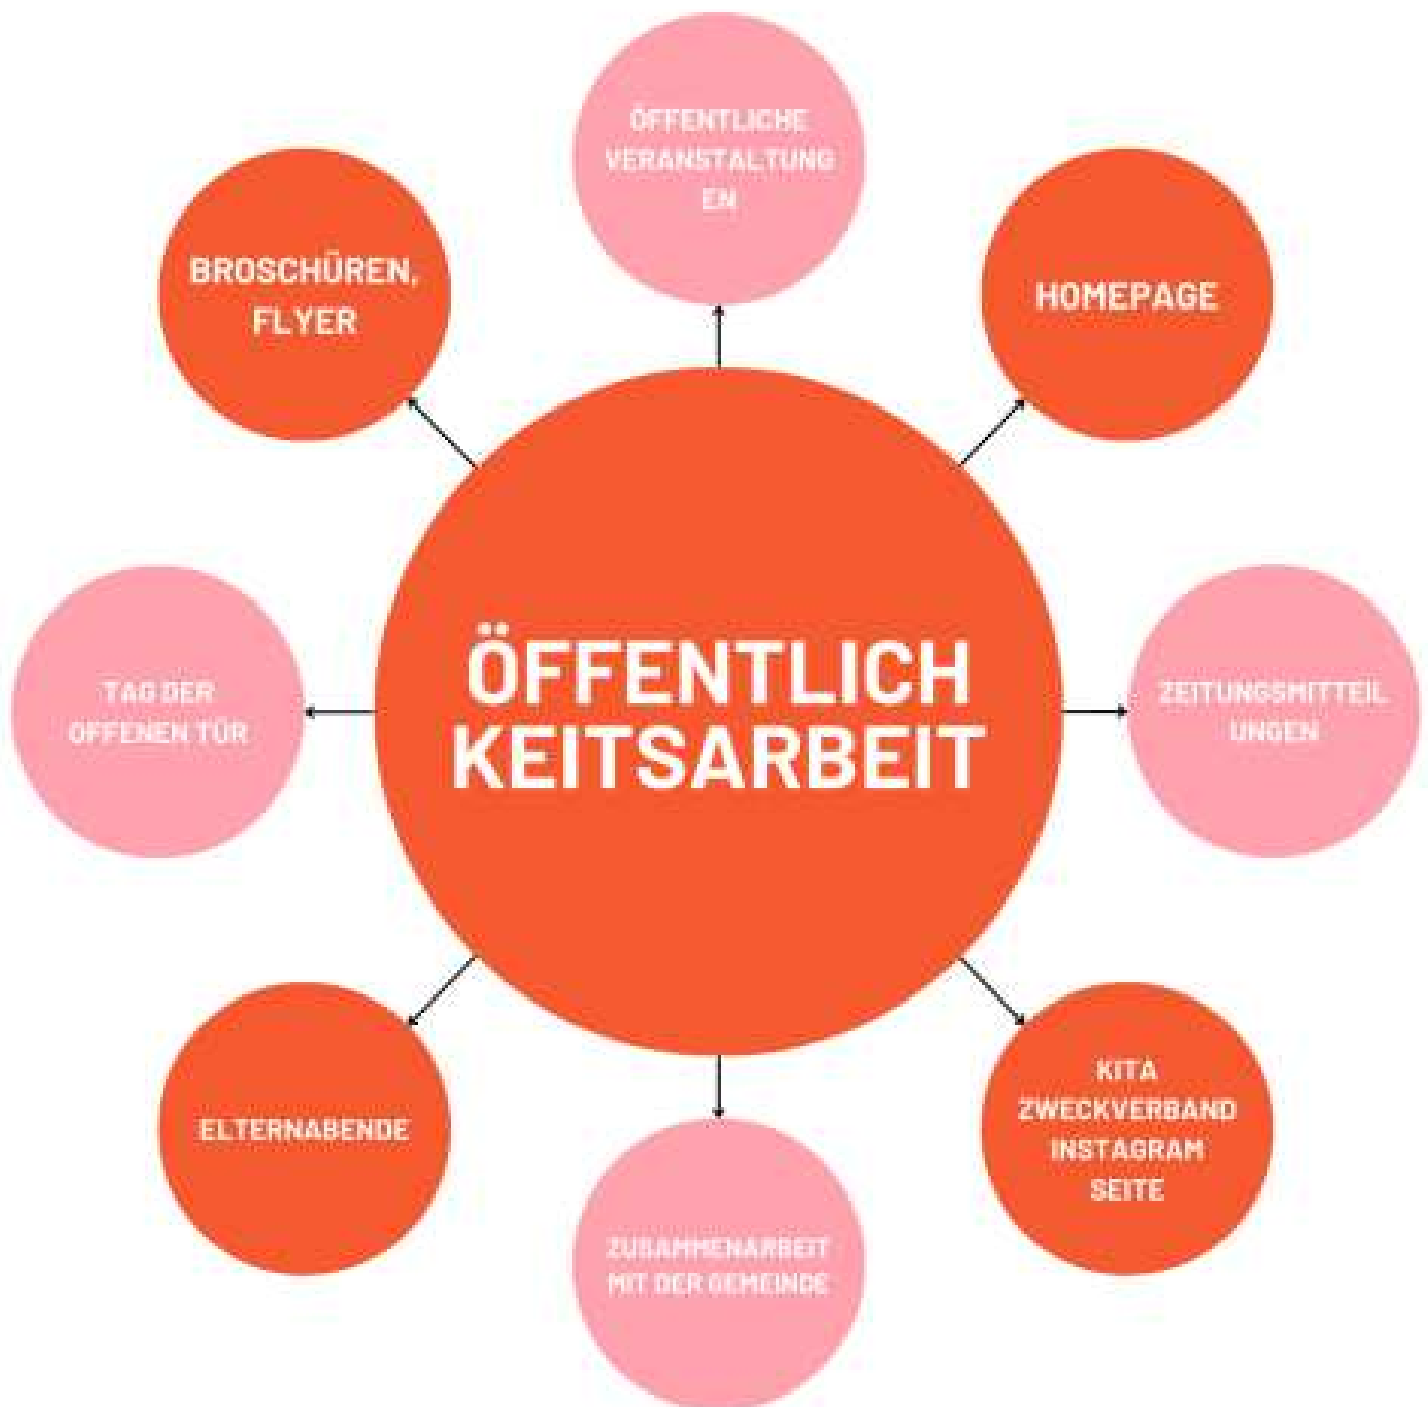 ÖFFENTLICHE
VERANSTALTUNG
EN
BROSCHÜREN,
FLYER
HOMEPAGE
ÖFFENTLICH
KEITSARBEIT
TAG DER
OFFENEN TÜR
ZEITUNGSMITTEIL
UNGEN
ELTERNABENDE
KITA
ZWECKVERBAND
INSTAGRAM
SEITE
ZUSAMMENARBEIT
MIT DER GEMEINDE